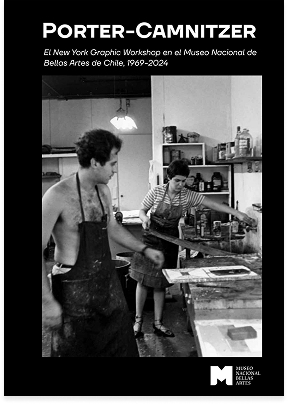 PORTER-CAMNITZER
El New York Graphic Workshop en el Museo Nacional de
Bellas Artes de Chile, 1969-2024
M
MUSEO
NACIONAL
BELLAS
ARTES